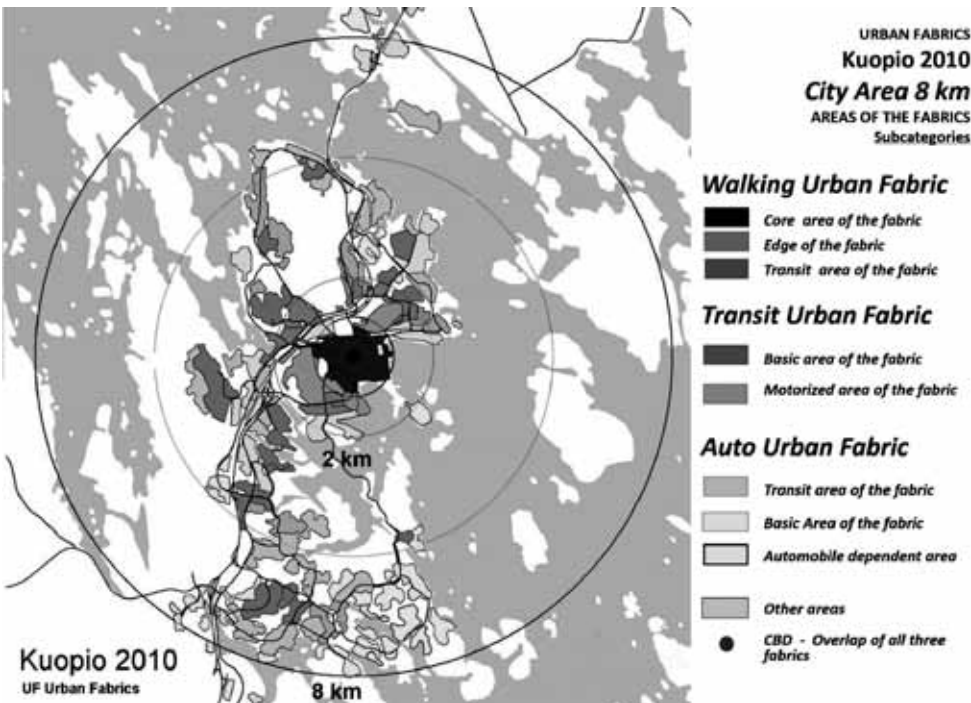 URBAN FABRICS
Kuopio 2010
City Area 8 km
AREAS OF THE FABRICS
Subcategories
Walking Urban Fabric
Core area of the fabric
Edge of the fabric
Transit area of the fabric
Transit Urban Fabric
Basic area of the fabric
Motorized area of the fabric
Auto Urban Fabric
Transit area of the fabric
Basic Area of the fabric
Automobile dependent area
Other areas
CBD - Overlap of all three
fabrics
2 km
Kuopio 2010
UF Urban Fabrics
8 km